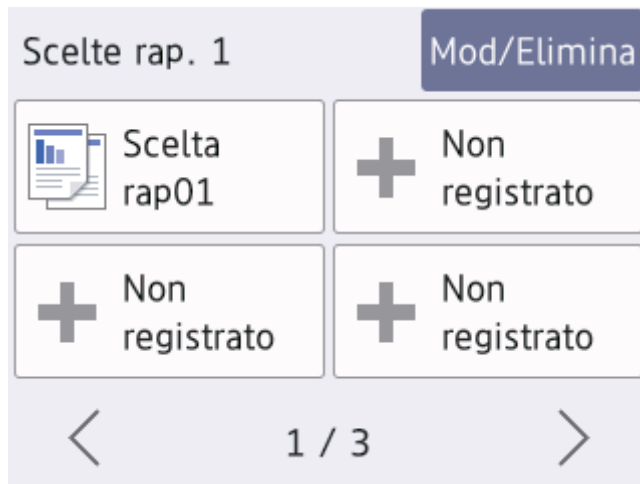 Scelte rap. 1
Mod/Elimina
Scelta
rap01
Non
registrato
Non
registrato
Non
registrato
1 / 3